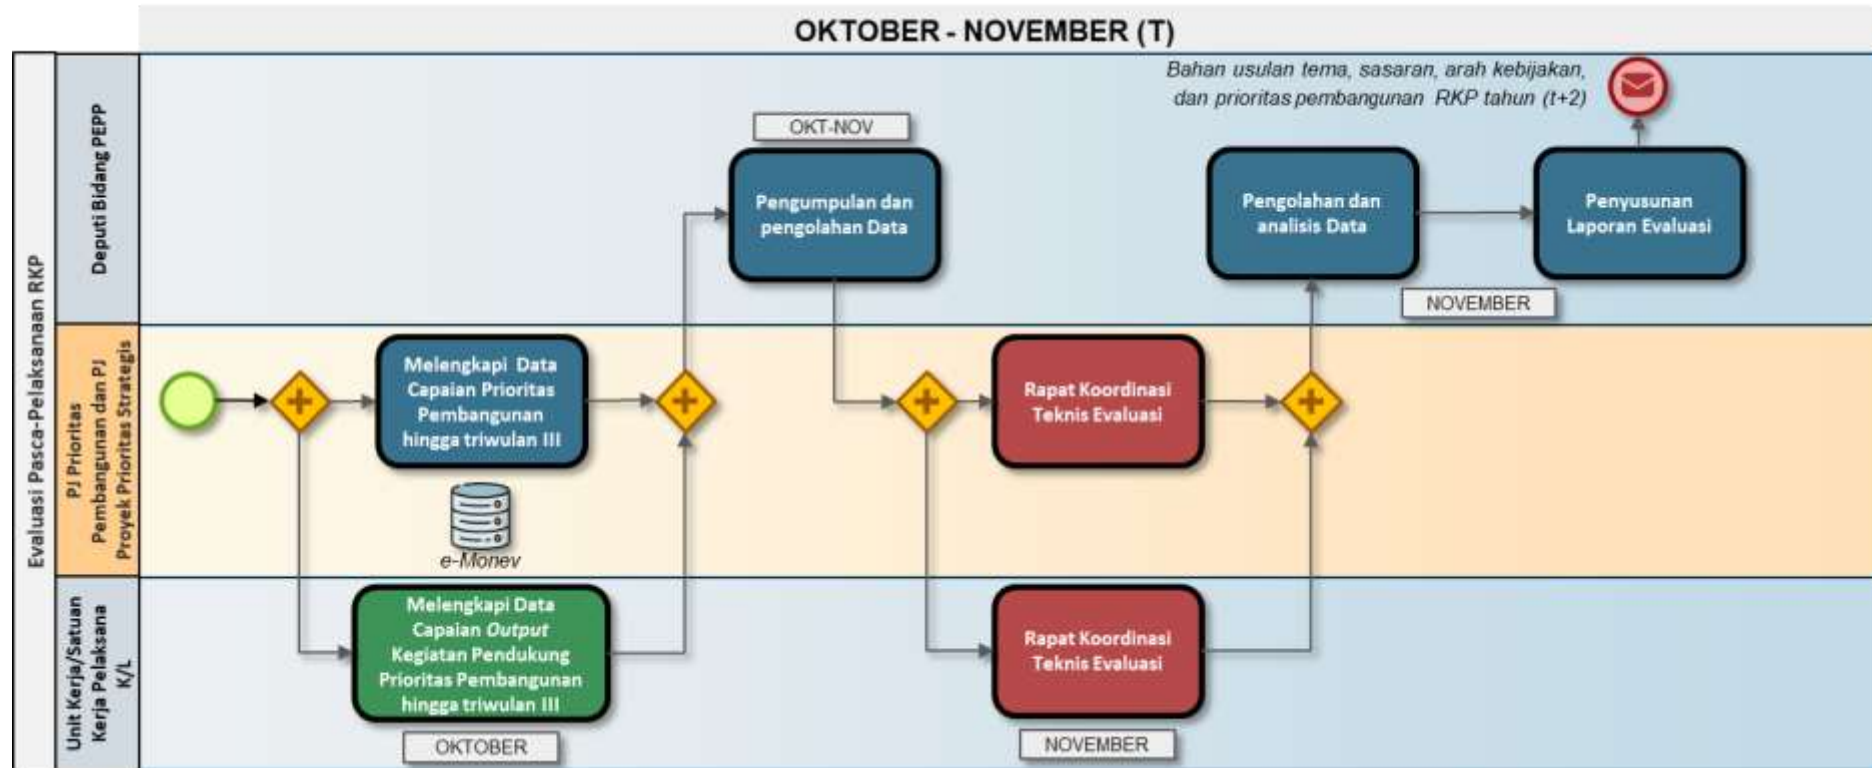 OKTOBER - NOVEMBER (T)
Evaluasi Pasca-Pelaksanaan RKP
Deputi Bidang PEPP
Bahan usulan tema, sasaran, arah kebijakan,
dan prioritas pembangunan RKP tahun (t+2)
OKT-NOV
Pengumpulan dan
pengolahan Data
Pengolahan dan
analisis Data
Penyusunan
Laporan Evaluasi
NOVEMBER
PJ Prioritas
Pembangunan dan PJ
Proyek Prioritas Strategis
Melengkapi Data
Capaian Prioritas
Pembangunan
hingga triwulan III
e-Monev
Rapat Koordinasi
Teknis Evaluasi
Unit Kerja/Satuan
Kerja Pelaksana
K/L
Melengkapi Data
Capaian Output
Kegiatan Pendukung
Prioritas Pembangunan
hingga triwulan III
OKTOBER
Rapat Koordinasi
Teknis Evaluasi
NOVEMBER